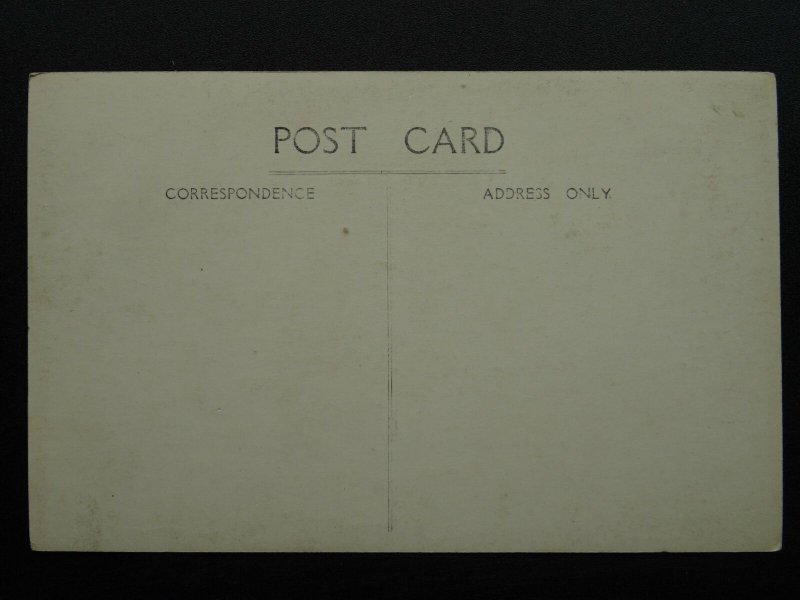 POST CARD
CORRESPONDENCE
ADDRESS ONLY.